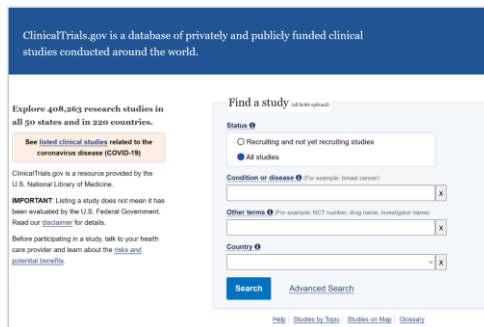 ClinicalTrials.gov is a database of privately and publicly funded clinical
studies conducted around the world.
Explore 408,263 research studies in
all 50 states and in 220 countries.
See listed clinical studies related to the
coronavirus disease (COVID-19)
ClinicalTrials.gov is a resource provided by the
U.S. National Library of Medicine.
IMPORTANT: Listing a study does not mean it has
been evaluated by the U.S. Federal Government.
Read our disclaimer for details.
Before participating in a study, talk to your health
care provider and learn about the risks and
potential benefits.
Find a study (all fields optional)
Status
Recruiting and not yet recruiting studies
All studies
Condition or disease (For example: breast cancer)
X
Other terms (For example: NCT number, drug name, investigator name)
X
Country
X
Search Advanced Search
Help | Studies by Topic | Studies on Map | Glossary